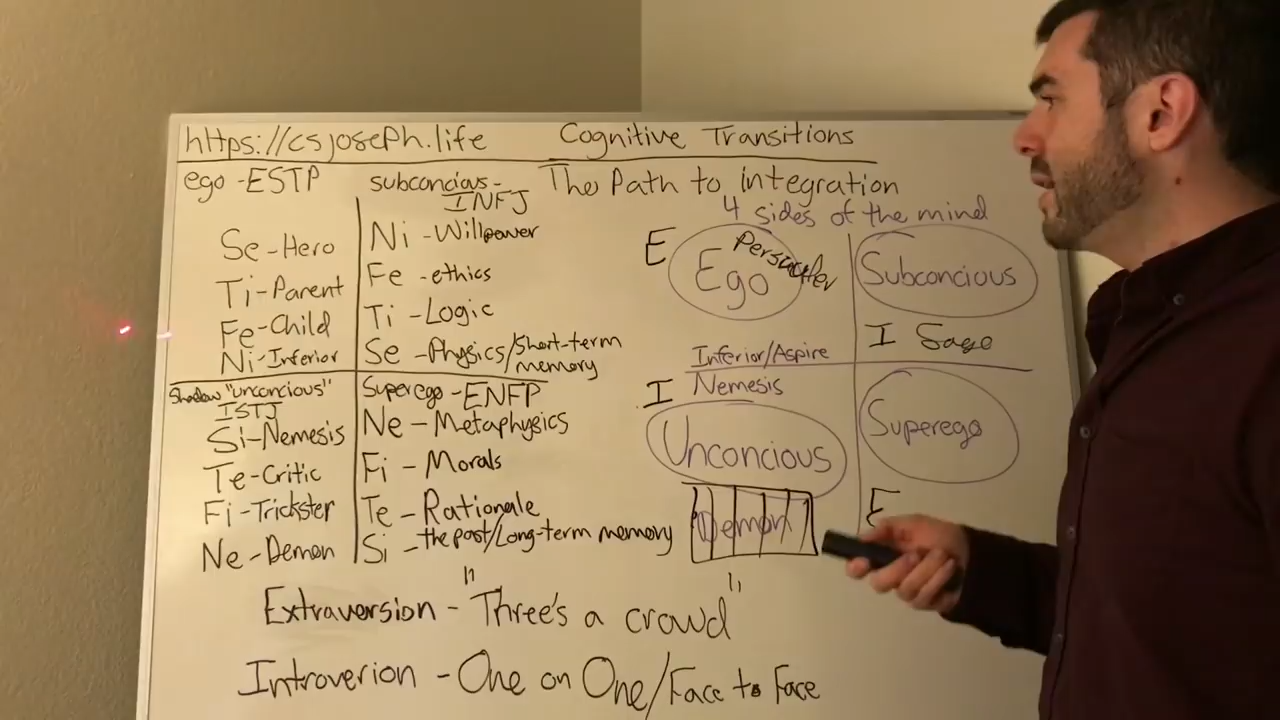 https://csjoseph.life
Cognitive Transitions
ego - ESTP
subconcious -
INFJ
The Path to integration
4 sides of the mind
Se - Hero
Ti - Parent
Fe - Child
Ni - Inferior
Ni - Willpower
Fe - ethics
Ti - Logic
Se - Physics/Short-term
memory
E
Ego
Persuader
Subconcious
I Sage
Inferior/Aspire
Shadow "unconcious"
ISTJ
Si - Nemesis
Te - Critic
Fi - Trickster
Ne - Demon
Superego - ENFP
Ne - Metaphysics
Fi - Morals
Te - Rationale
Si - the past/Long-term memory
I
Nemesis
Unconcious
Demon
Superego
E
Extraversion - "Three's a crowd"
Introverion - One on One/Face to Face